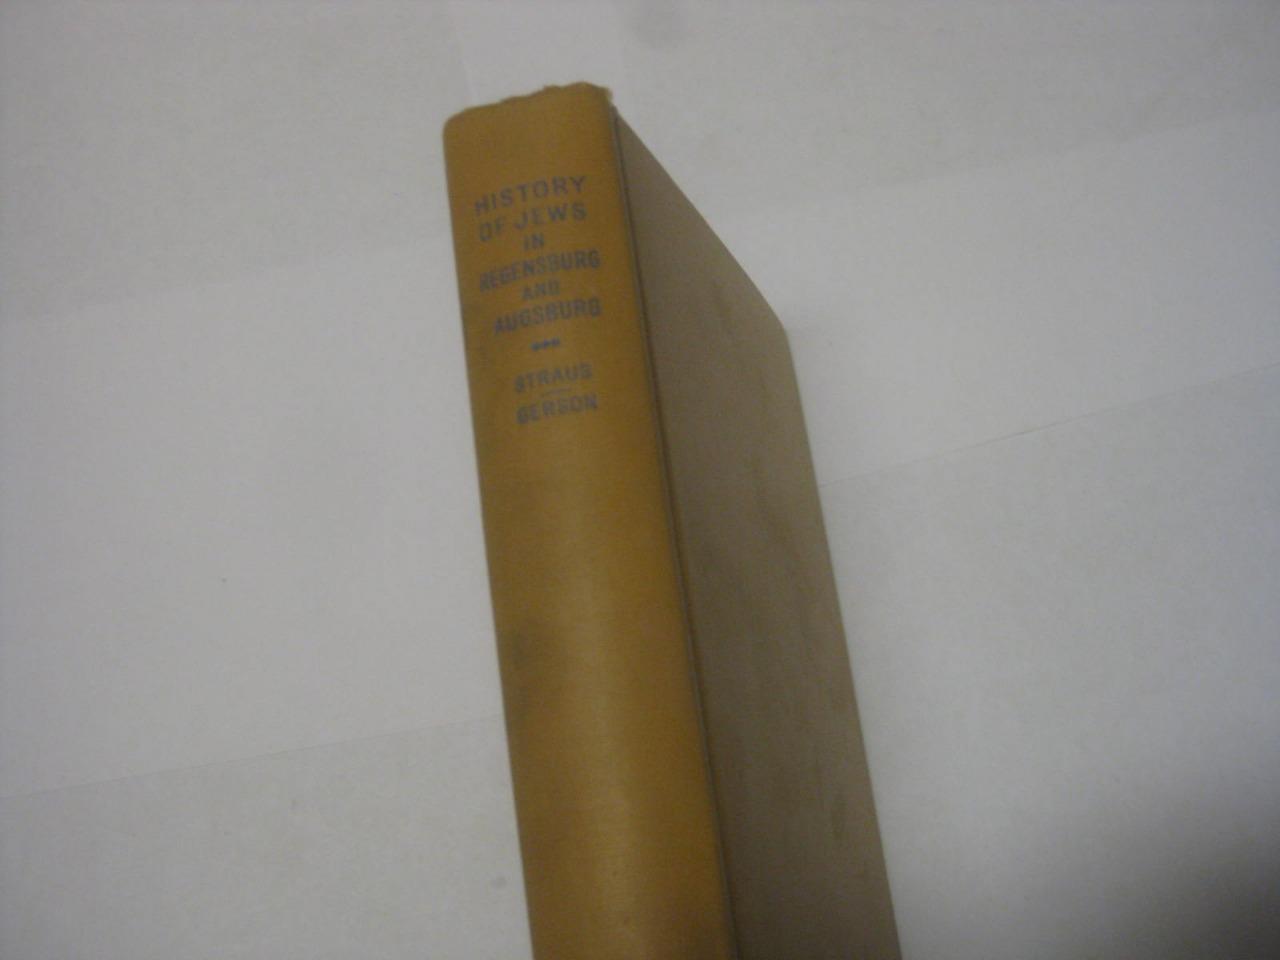 HISTORY
OF JEWS
IN
REGENSBURG
AND
AUGSBURG
STRAUS
GERSON